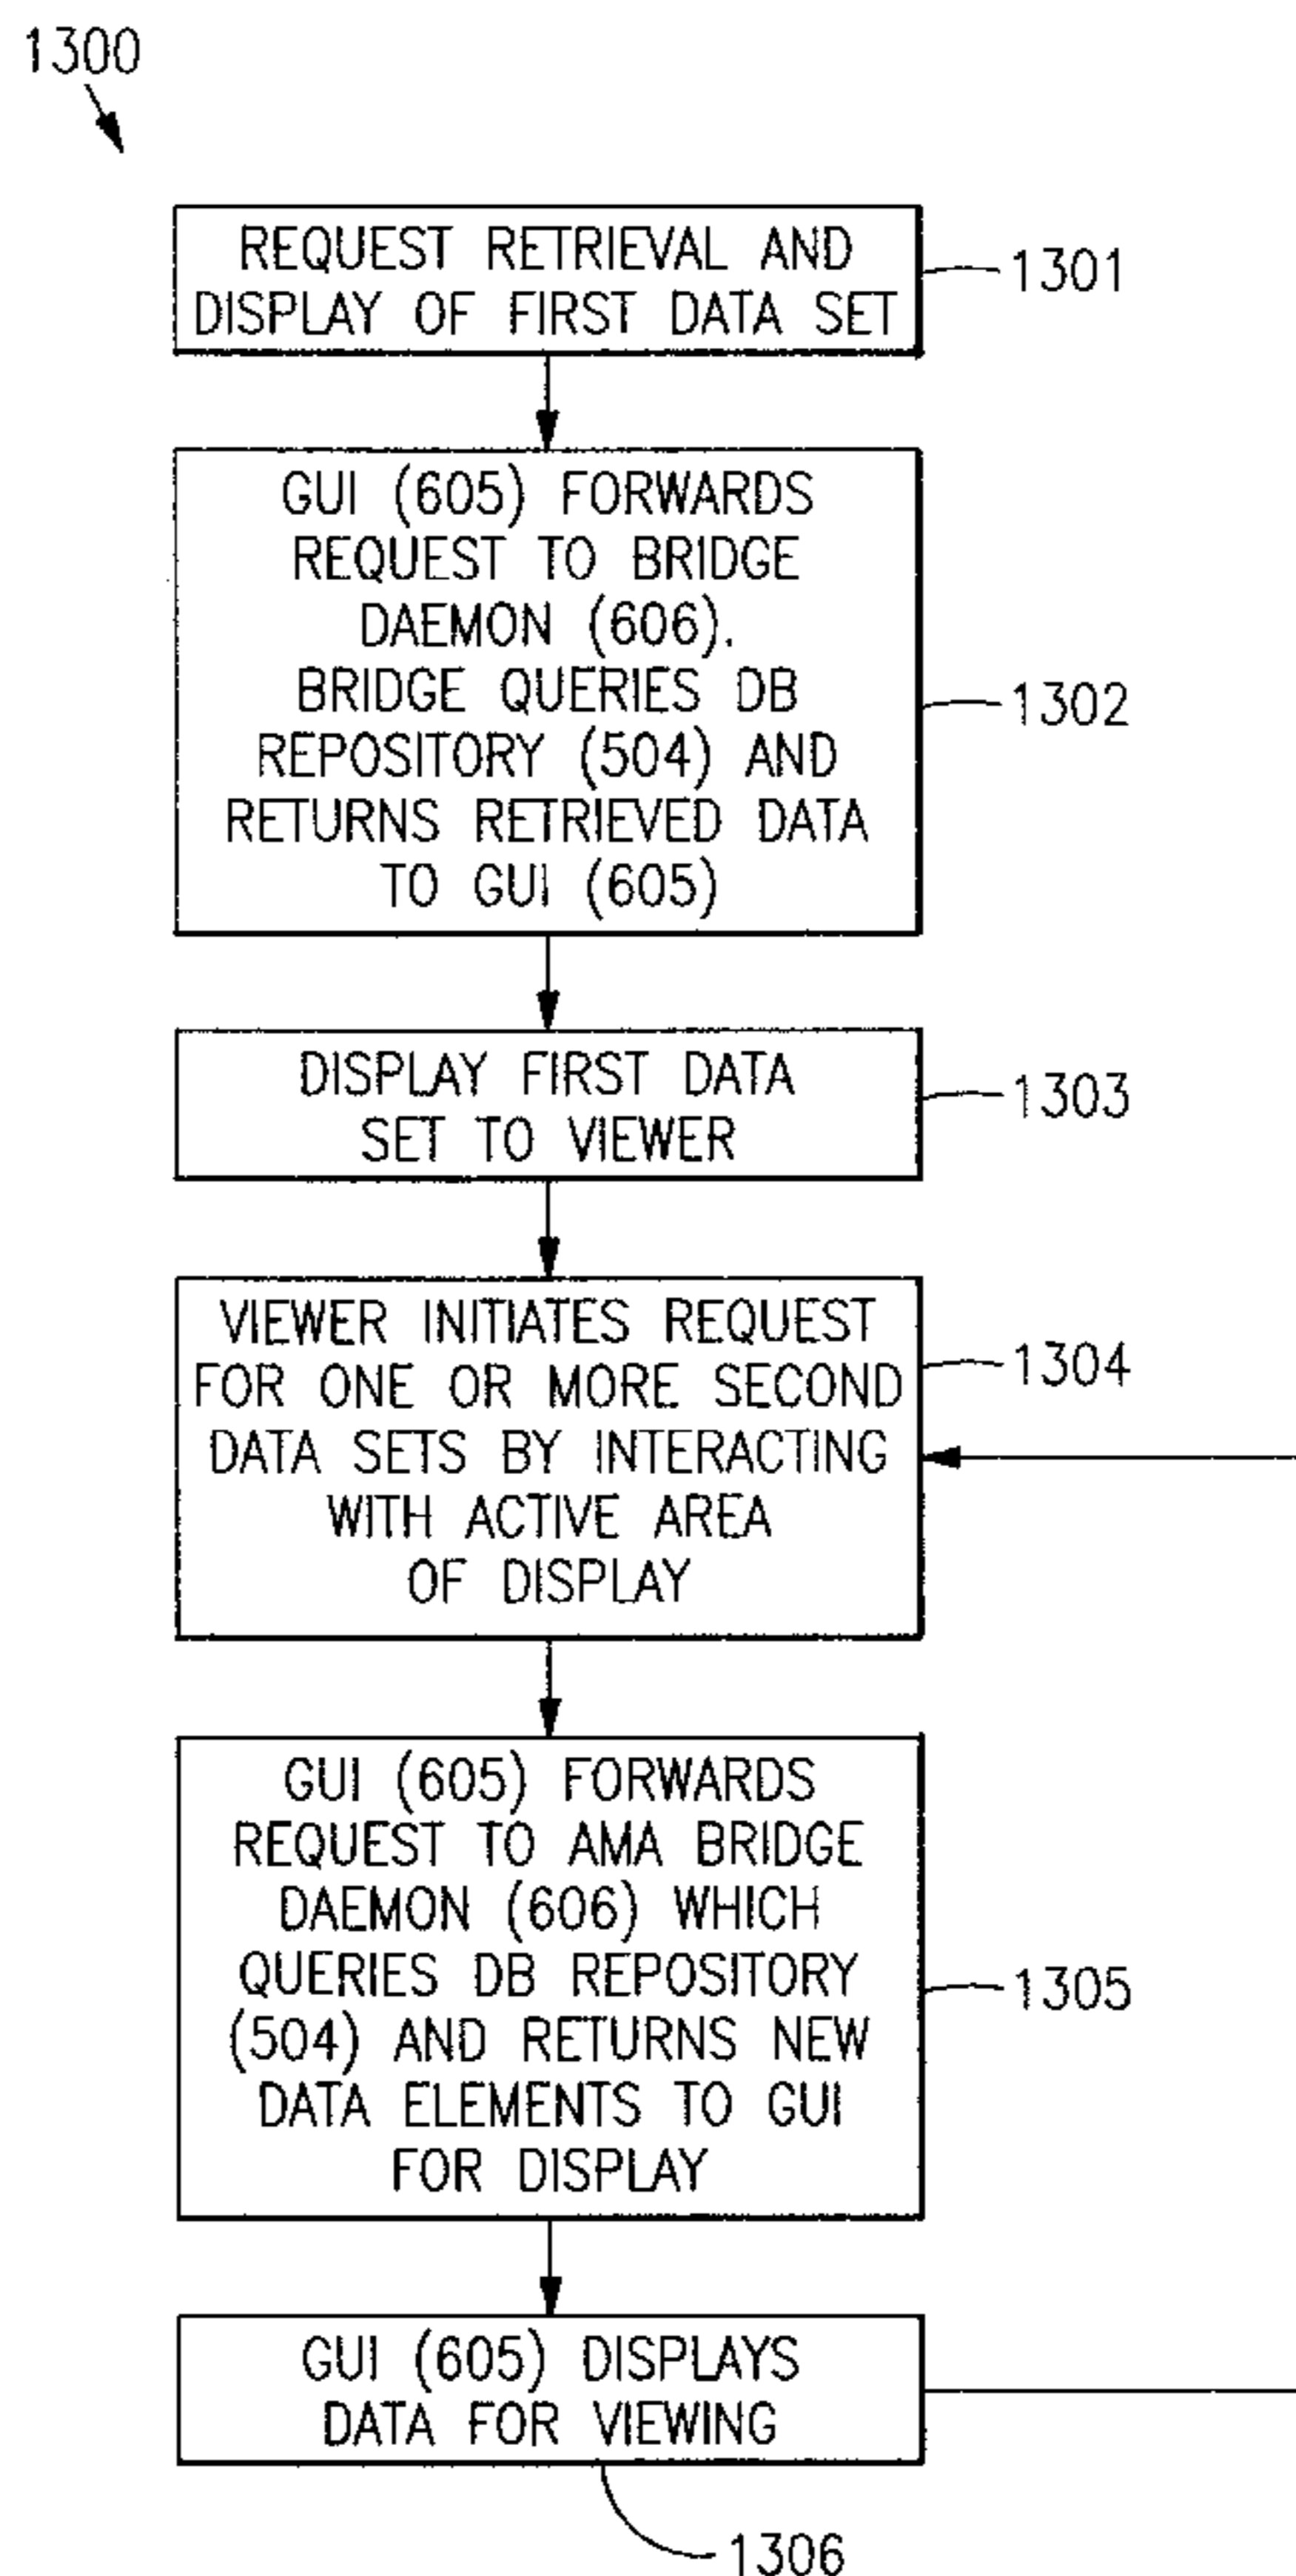 1300
REQUEST RETRIEVAL AND
DISPLAY OF FIRST DATA SET
1301
GUI (605) FORWARDS
REQUEST TO BRIDGE
DAEMON (606).
BRIDGE QUERIES DB
REPOSITORY (504) AND
RETURNS RETRIEVED DATA
TO GUI (605)
1302
DISPLAY FIRST DATA
SET TO VIEWER
1303
VIEWER INITIATES REQUEST
FOR ONE OR MORE SECOND
DATA SETS BY INTERACTING
WITH ACTIVE AREA
OF DISPLAY
1304
GUI (605) FORWARDS
REQUEST TO AMA BRIDGE
DAEMON (606) WHICH
QUERIES DB REPOSITORY
(504) AND RETURNS NEW
DATA ELEMENTS TO GUI
FOR DISPLAY
1305
GUI (605) DISPLAYS
DATA FOR VIEWING
1306